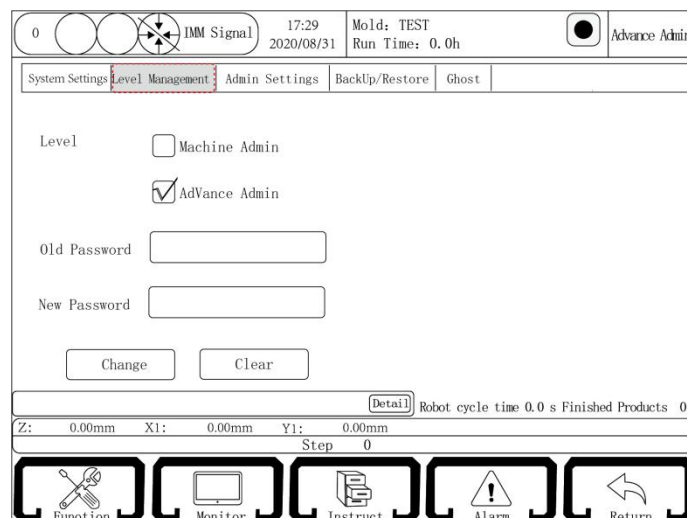 0 IMM Signal 17:29 2020/08/31 Mold: TEST Run Time: 0.0h Advance Admin
System Settings Level Management Admin Settings BackUp/Restore Ghost
Level Machine Admin
AdVance Admin
Old Password
New Password
Change Clear
Detail Robot cycle time 0.0 s Finished Products 0
Z: 0.00mm X1: 0.00mm Y1: 0.00mm
Step 0
Function Monitor Instruct Alarm Return